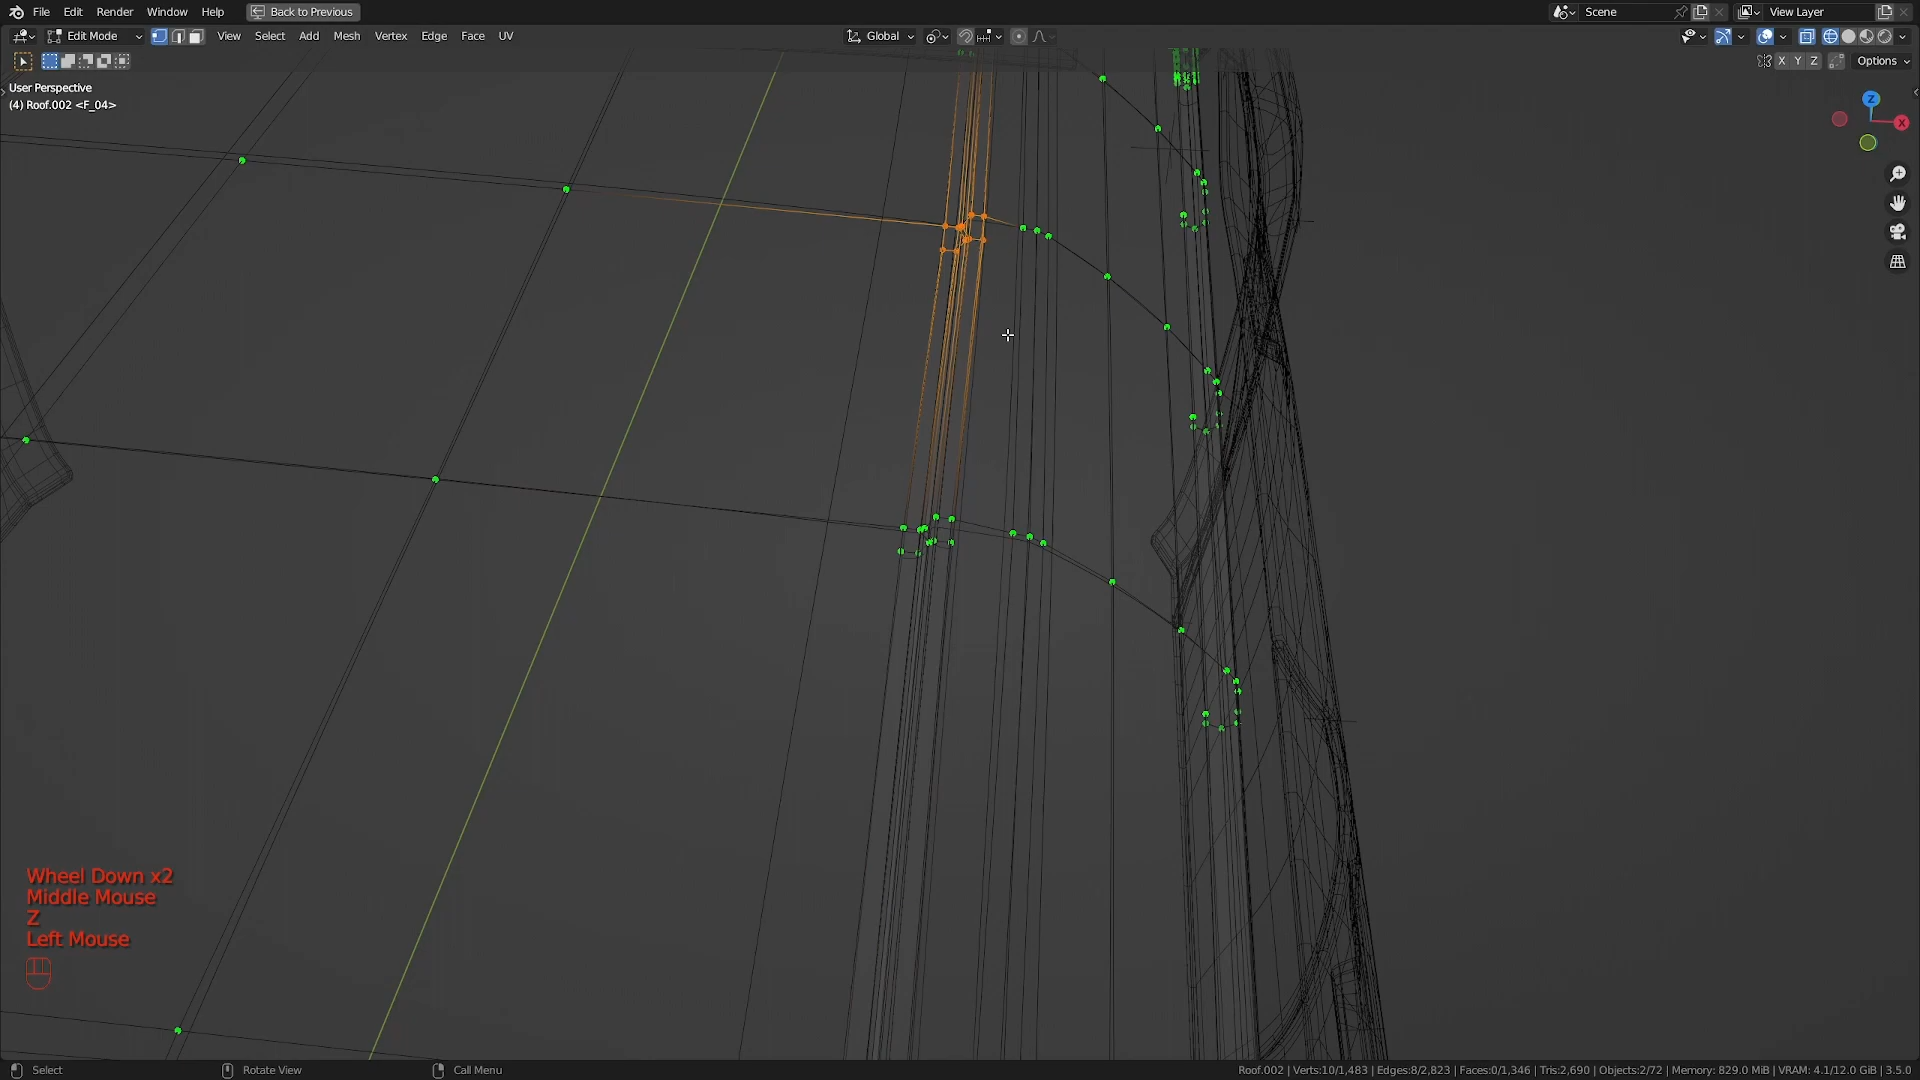 File Edit Render Window Help Back to Previous Scene View Layer
Edit Mode View Select Add Mesh Vertex Edge Face UV Global
X Y Z Options
User Perspective
(4) Roof.002 <F_04>
Z
X
Wheel Down x2
Middle Mouse
Z
Left Mouse
Select Rotate View Call Menu Roof.002 | Verts:10/1,483 | Edges:8/2,823 | Faces:0/1,346 | Tris:2,690 | Objects:2/72 | Memory: 829.0 MiB | VRAM: 4.1/12.0 GiB | 3.5.0